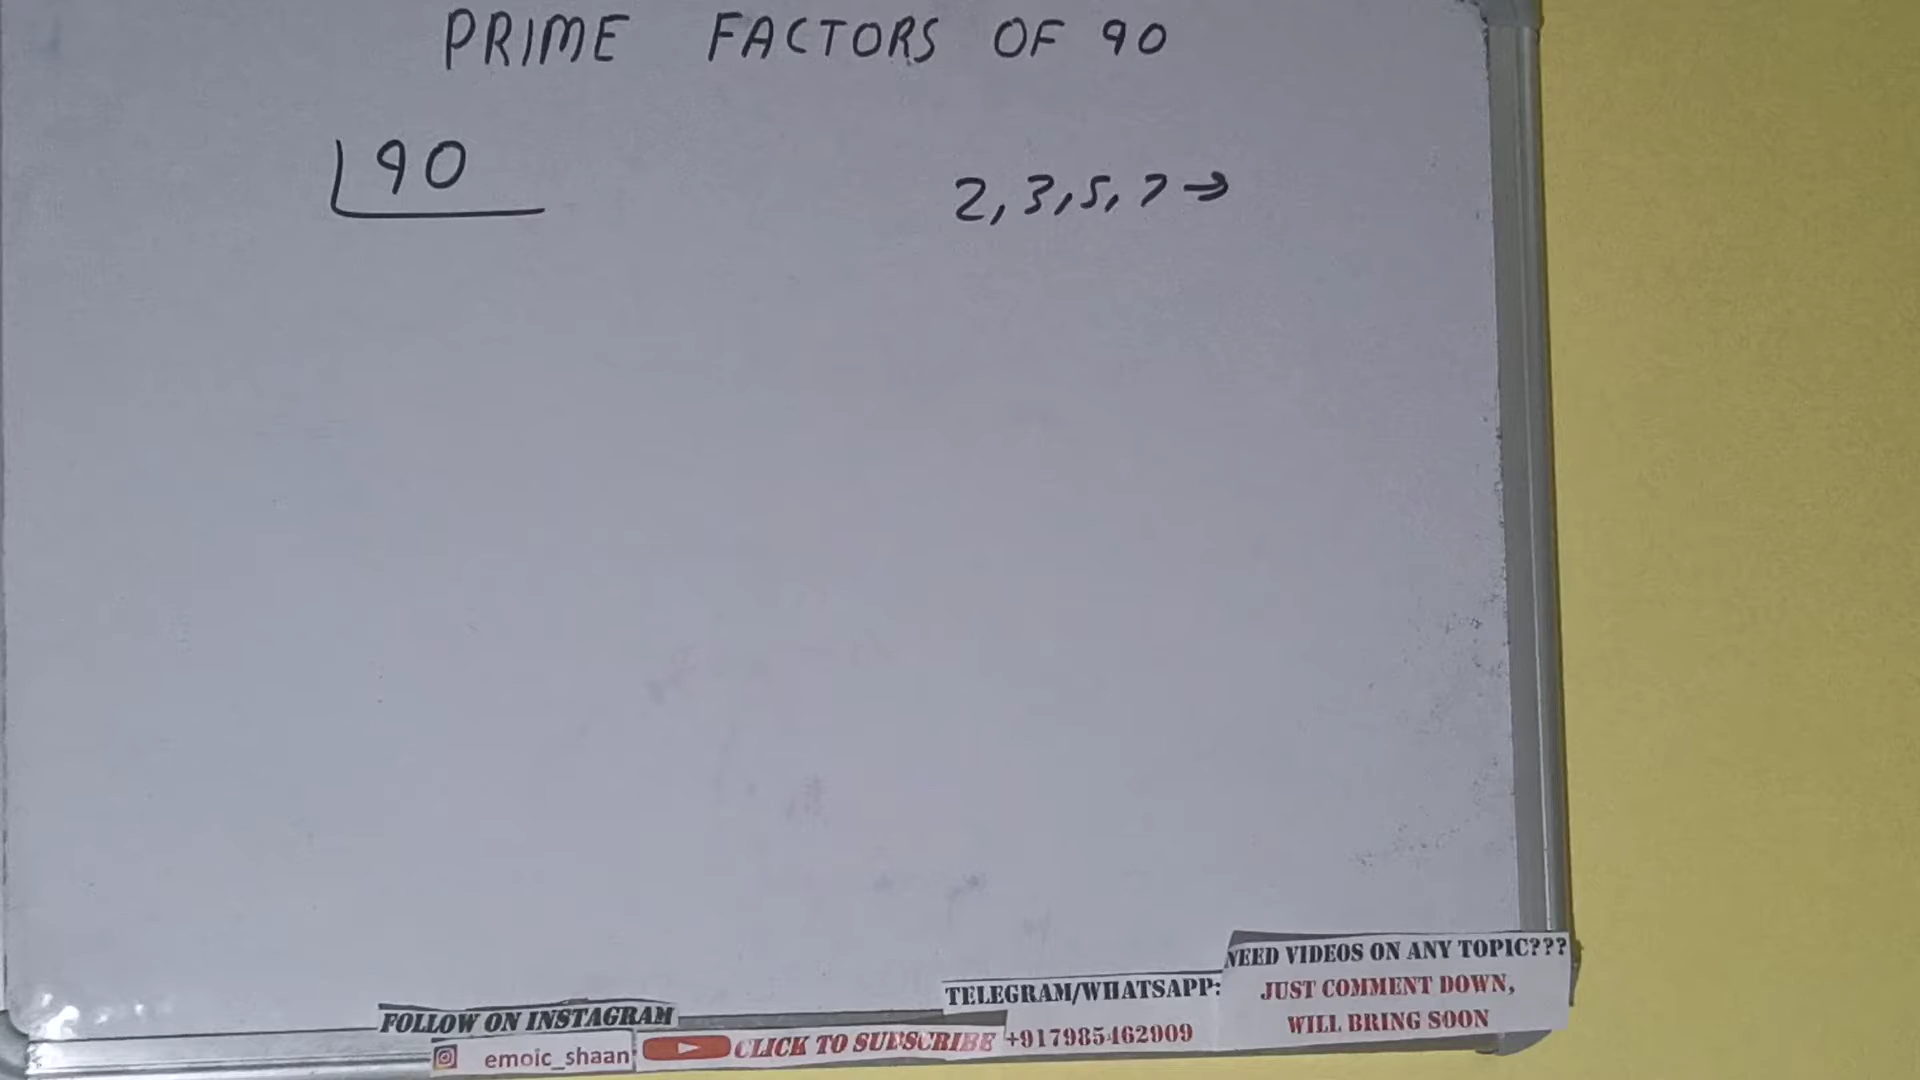 PRIME FACTORS OF 90
90
2, 3, 5, 7 →
NEED VIDEOS ON ANY TOPIC???
JUST COMMENT DOWN,
WILL BRING SOON
TELEGRAM/WHATSAPP:
+917985462909
FOLLOW ON INSTAGRAM
emoic_shaan
CLICK TO SUBSCRIBE